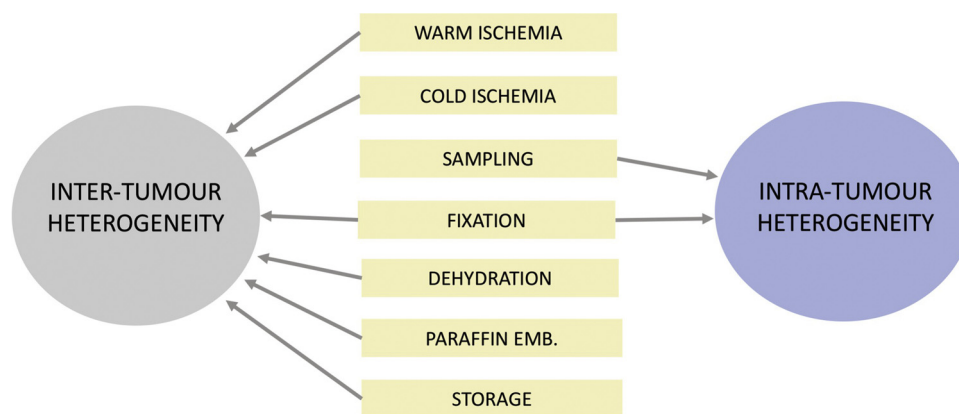 WARM ISCHEMIA
COLD ISCHEMIA
SAMPLING
INTER-TUMOUR
HETEROGENEITY
FIXATION
INTRA-TUMOUR
HETEROGENEITY
DEHYDRATION
PARAFFIN EMB.
STORAGE